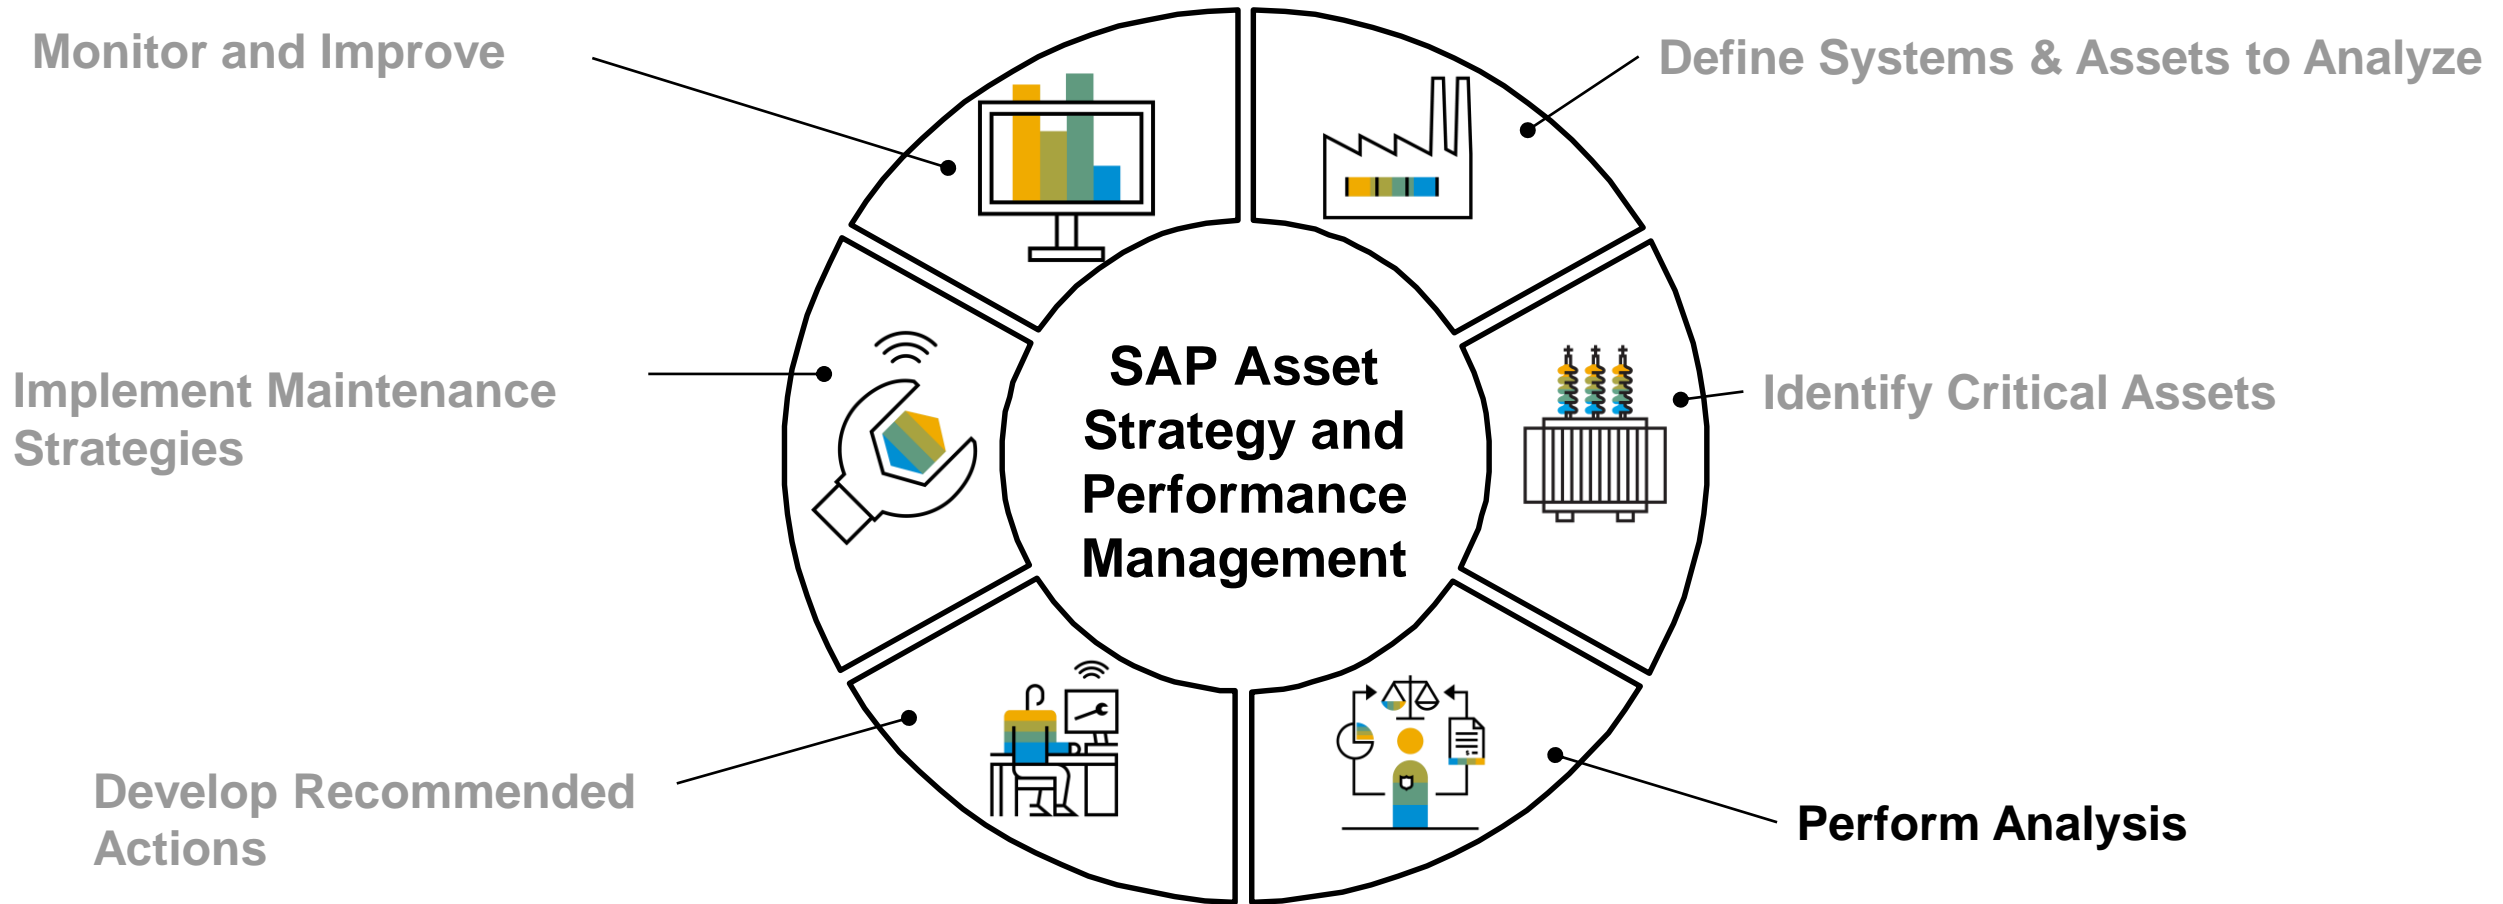 Monitor and Improve
Define Systems & Assets to Analyze
SAP Asset
Strategy and
Performance
Management
Identify Critical Assets
Implement Maintenance
Strategies
Develop Recommended
Actions
Perform Analysis